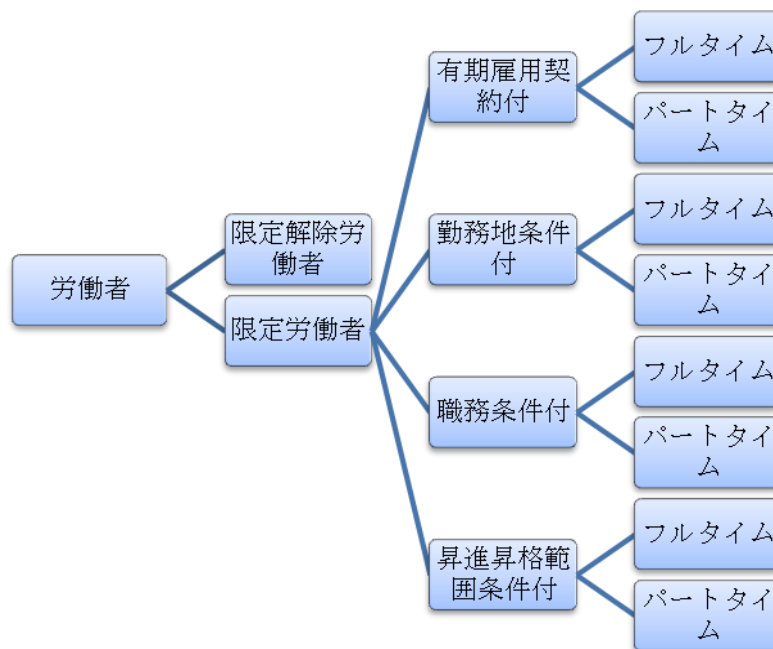 労働者
限定解除労
働者
限定労働者
有期雇用契
約付
勤務地条件
付
職務条件付
昇進昇格範
囲条件付
フルタイム
パートタイ
ム
フルタイム
パートタイ
ム
フルタイム
パートタイ
ム
フルタイム
パートタイ
ム